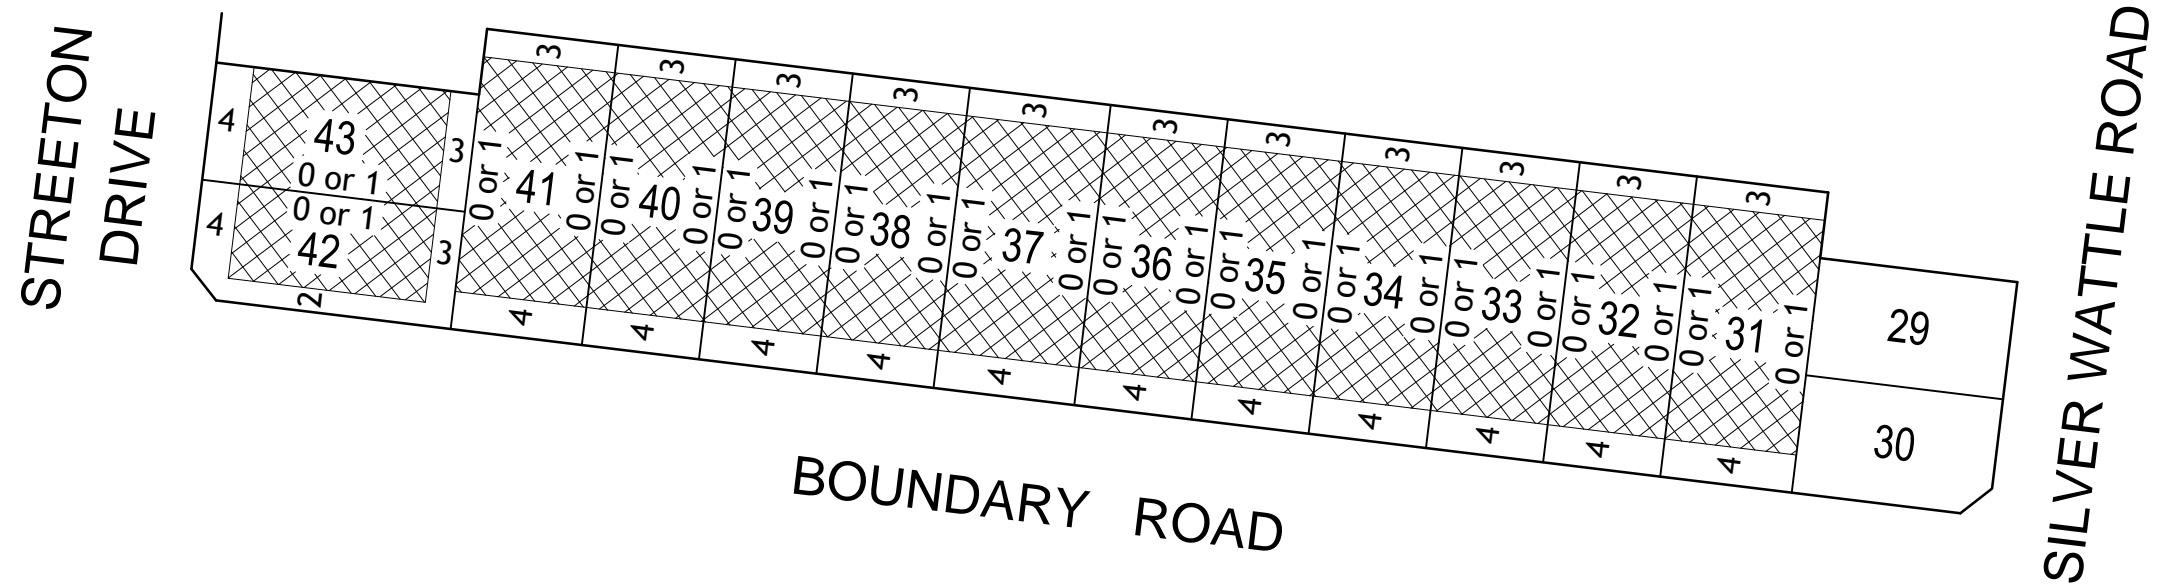 STREETON
DRIVE
4
43
0 or 1
3
4
0 or 1
42
3
2
3
0 or 1
41
0 or 1
4
3
0 or 1
40
0 or 1
4
3
0 or 1
39
0 or 1
4
3
0 or 1
38
0 or 1
4
3
0 or 1
37
0 or 1
4
3
0 or 1
36
0 or 1
4
3
0 or 1
35
0 or 1
4
3
0 or 1
34
0 or 1
4
3
0 or 1
33
0 or 1
4
3
0 or 1
32
0 or 1
4
3
0 or 1
31
0 or 1
4
29
30
BOUNDARY ROAD
SILVER WATTLE ROAD